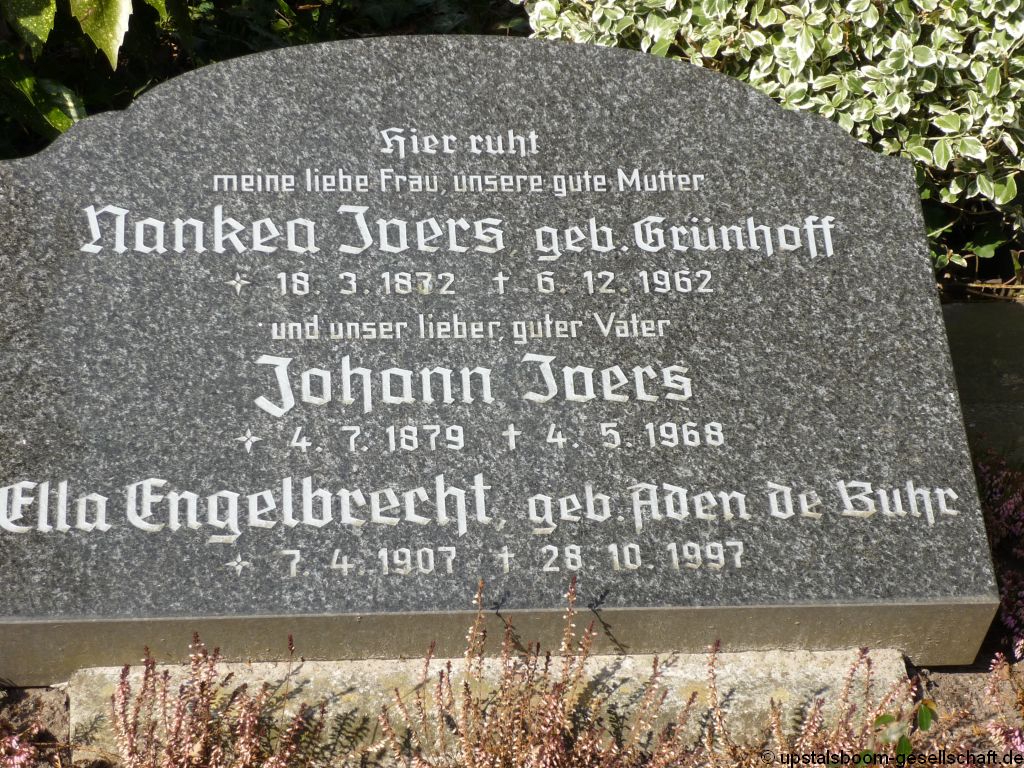 Hier ruht
meine liebe Frau, unsere gute Mutter
Nankea Ivers, geb. Grünhoff
✧ 18. 3. 1872 † 6. 12. 1962
und unser lieber, guter Vater
Johann Ivers
✧ 4. 7. 1879 † 4. 5. 1968
Ella Engelbrecht, geb. Aden de Buhr
✧ 7. 4. 1907 † 28. 10. 1997
© upstalsboom-gesellschaft.de